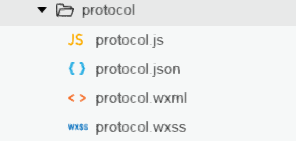 protocol
JS protocol.js
{ } protocol.json
< > protocol.wxml
wxss protocol.wxss